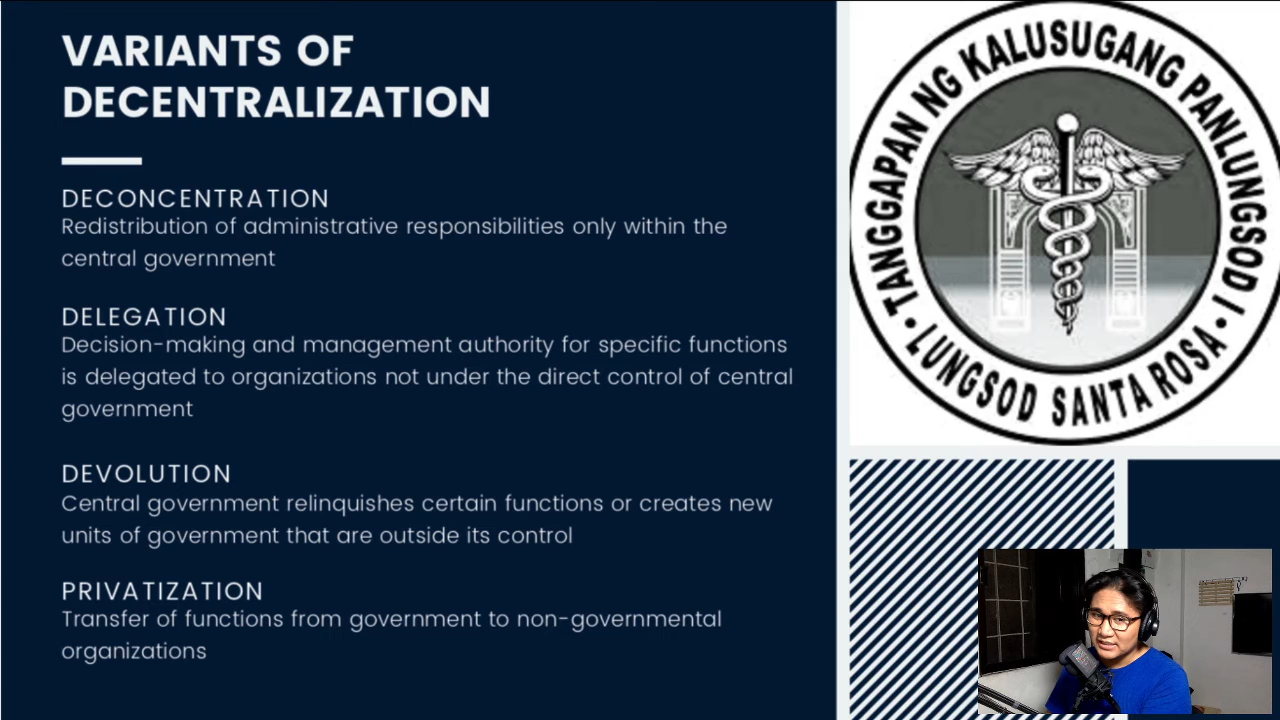 VARIANTS OF
DECENTRALIZATION
DECONCENTRATION
Redistribution of administrative responsibilities only within the
central government
DELEGATION
Decision-making and management authority for specific functions
is delegated to organizations not under the direct control of central
government
DEVOLUTION
Central government relinquishes certain functions or creates new
units of government that are outside its control
PRIVATIZATION
Transfer of functions from government to non-governmental
organizations
TANGGAPAN NG KALUSUGANG PANLUNGSOD I
• LUNGSOD SANTA ROSA •